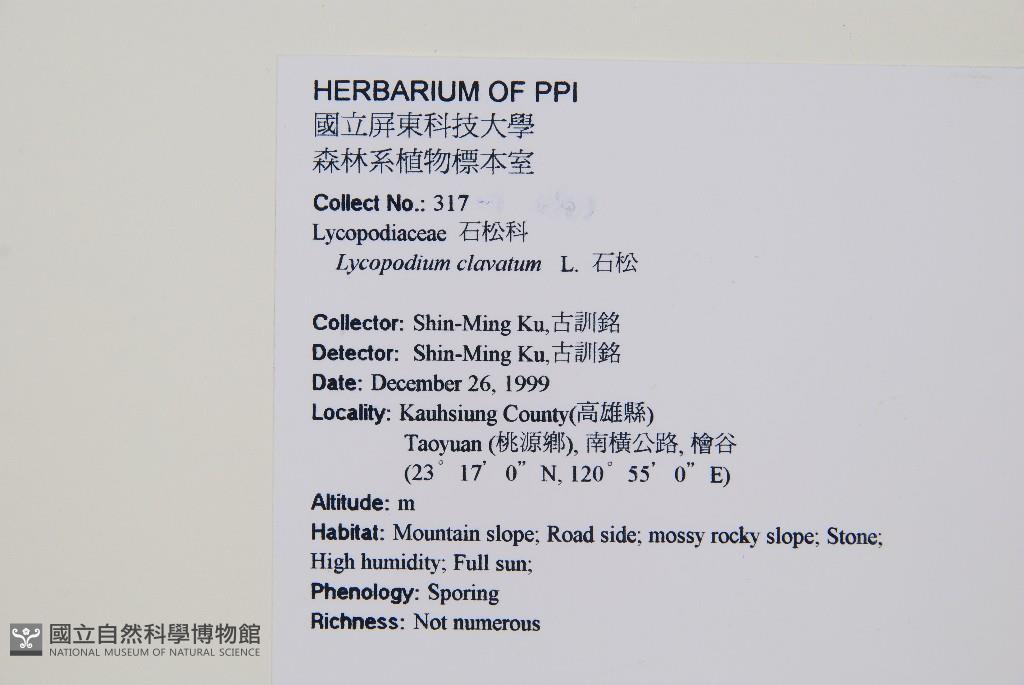 HERBARIUM OF PPI
國立屏東科技大學
森林系植物標本室
Collect No.: 317
Lycopodiaceae 石松科
Lycopodium clavatum L. 石松
Collector: Shin-Ming Ku,古訓銘
Detector: Shin-Ming Ku,古訓銘
Date: December 26, 1999
Locality: Kauhsiung County(高雄縣)
Taoyuan (桃源鄉), 南橫公路, 檜谷
(23° 17' 0" N, 120° 55' 0" E)
Altitude: m
Habitat: Mountain slope; Road side; mossy rocky slope; Stone;
High humidity; Full sun;
Phenology: Sporing
Richness: Not numerous
國立自然科學博物館
NATIONAL MUSEUM OF NATURAL SCIENCE